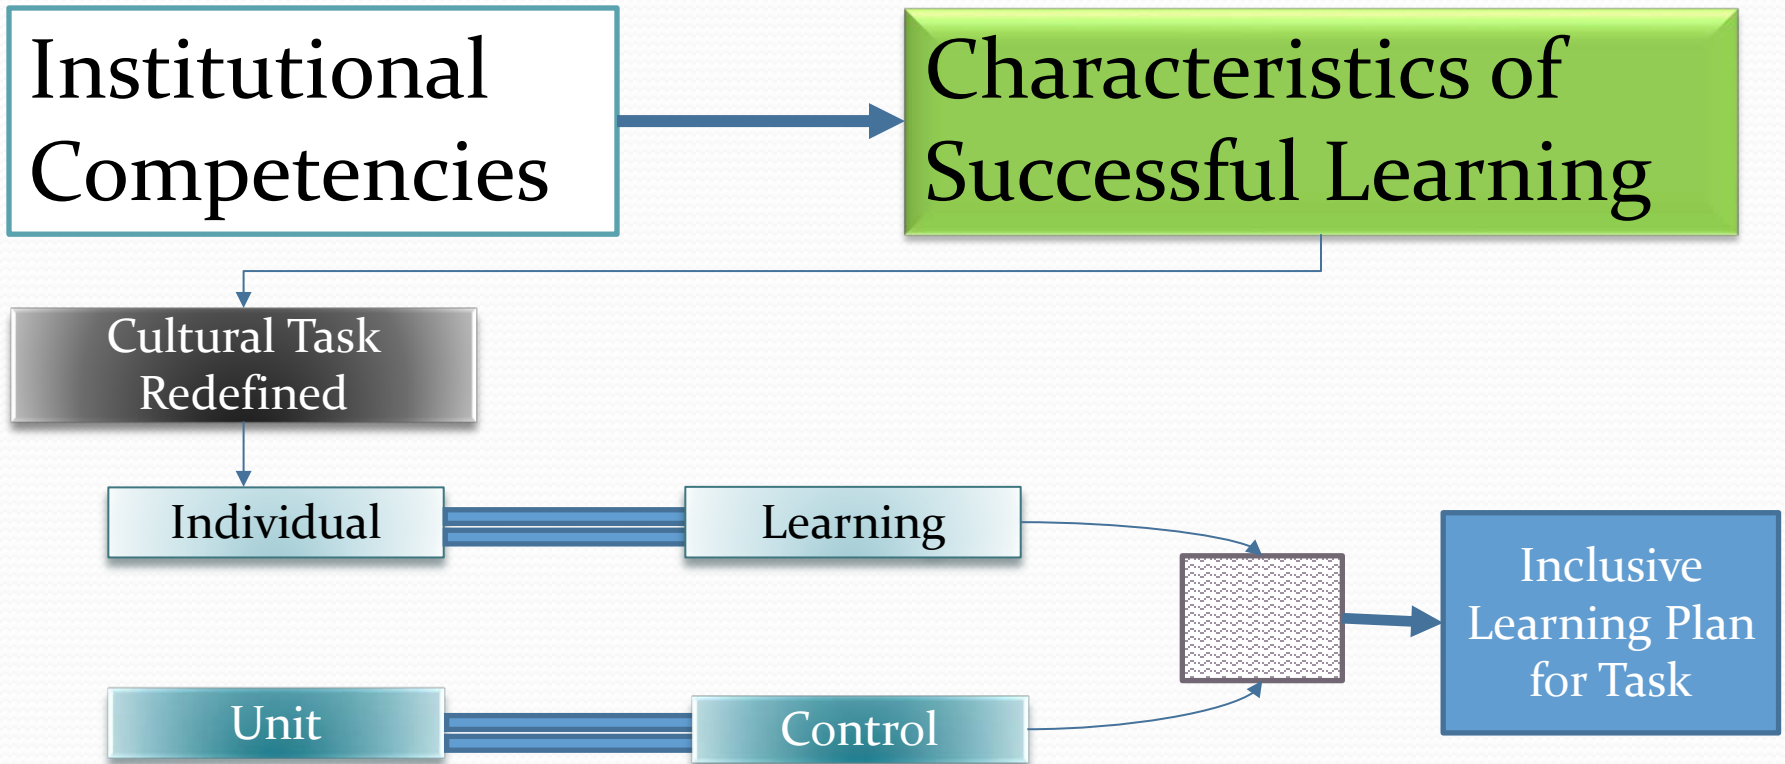 Institutional
Competencies
Characteristics of
Successful Learning
Cultural Task
Redefined
Individual
Learning
Inclusive
Learning Plan
for Task
Unit
Control